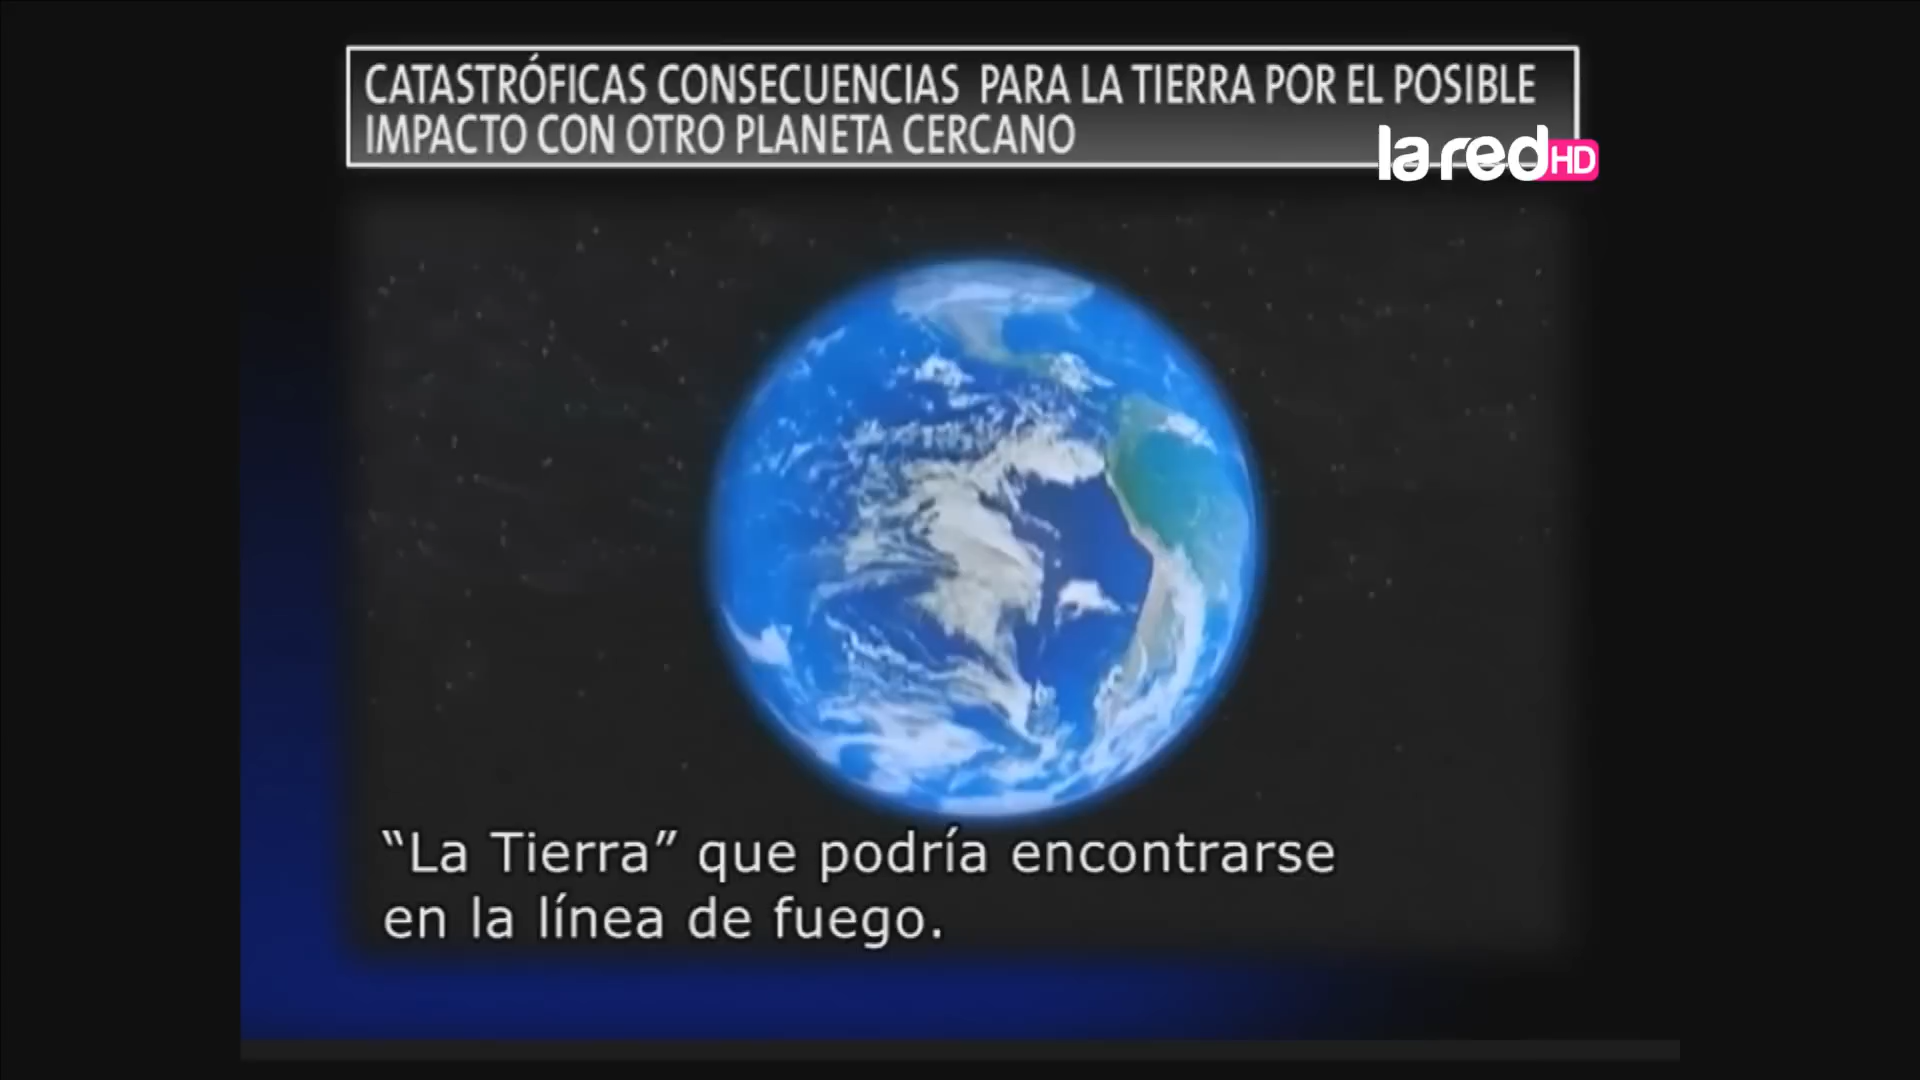 CATASTRÓFICAS CONSECUENCIAS PARA LA TIERRA POR EL POSIBLE
IMPACTO CON OTRO PLANETA CERCANO
la red HD
“La Tierra” que podría encontrarse
en la línea de fuego.